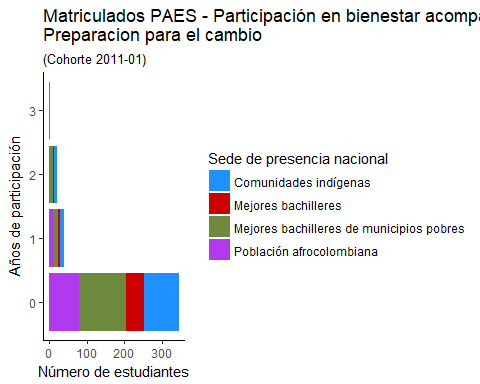 Matriculados PAES - Participación en bienestar
Preparacion para el cambio
(Cohorte 2011-01)
Años de participación
3
2
1
0
0 100 200 300
Número de estudiantes
Sede de presencia nacional
Comunidades indígenas
Mejores bachilleres
Mejores bachilleres de municipios pobres
Población afrocolombiana